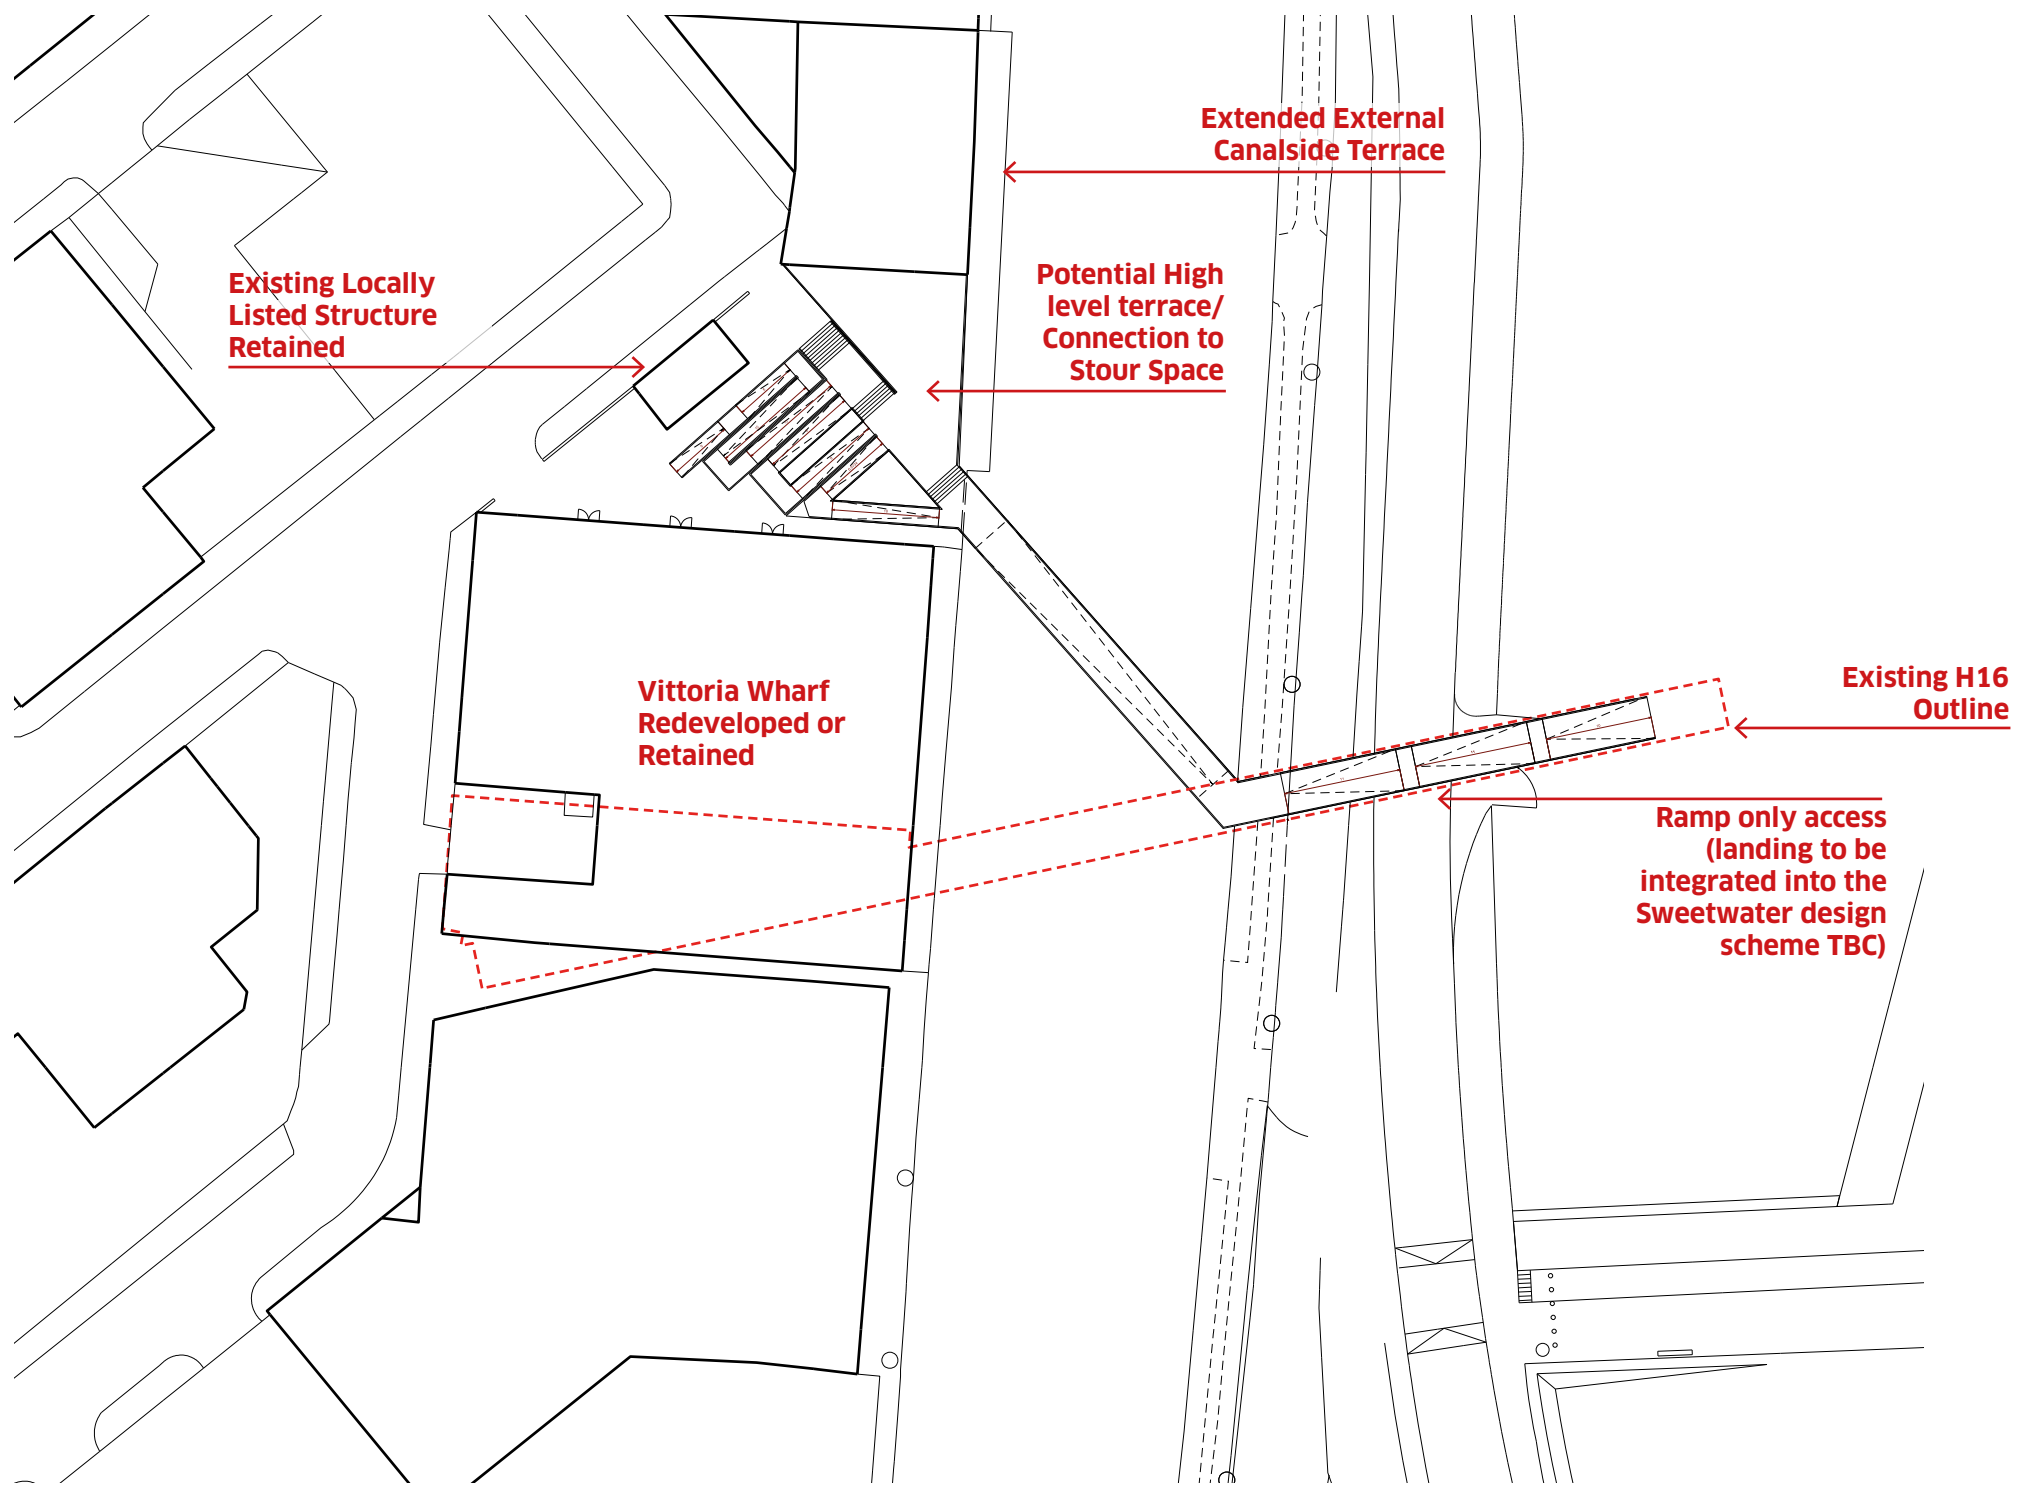 Extended External
Canalside Terrace
Existing Locally
Listed Structure
Retained
Potential High
level terrace/
Connection to
Stour Space
Vittoria Wharf
Redeveloped or
Retained
Existing H16
Outline
Ramp only access
(landing to be
integrated into the
Sweetwater design
scheme TBC)